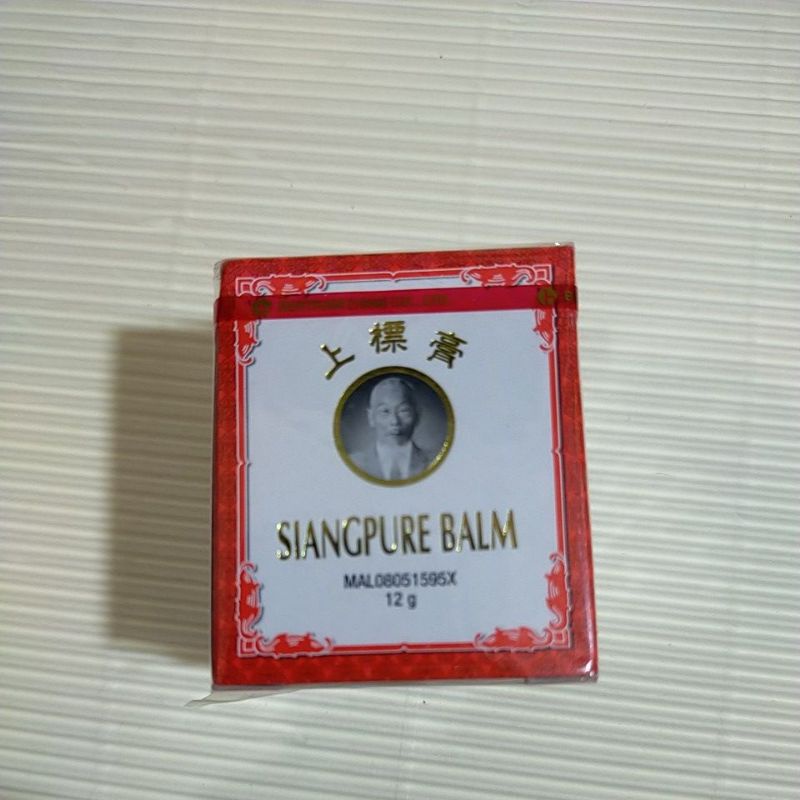 上標膏
SIANGPURE BALM
MAL08051595X
12 g